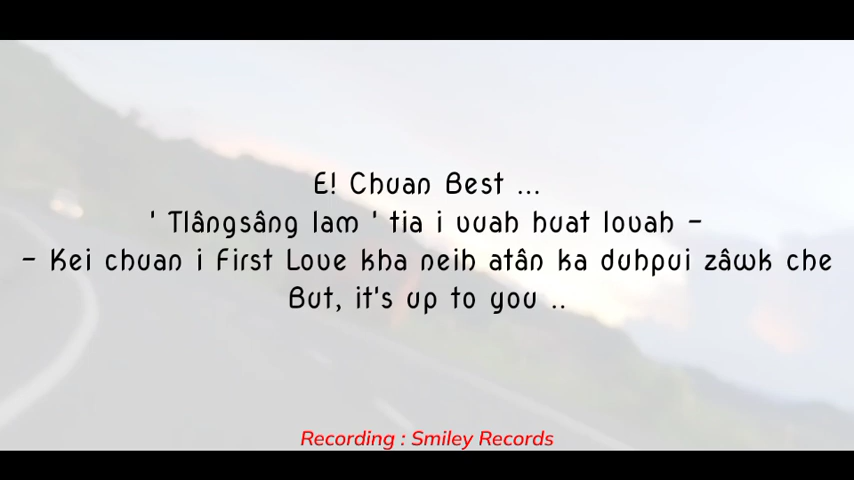 E! Chuan Best ...
' Tlângsâng lam ' tia i vuah huat lovah -
- Kei chuan i First Love kha neih atân ka duhpui zâwk che
But, it's up to you ..
Recording : Smiley Records